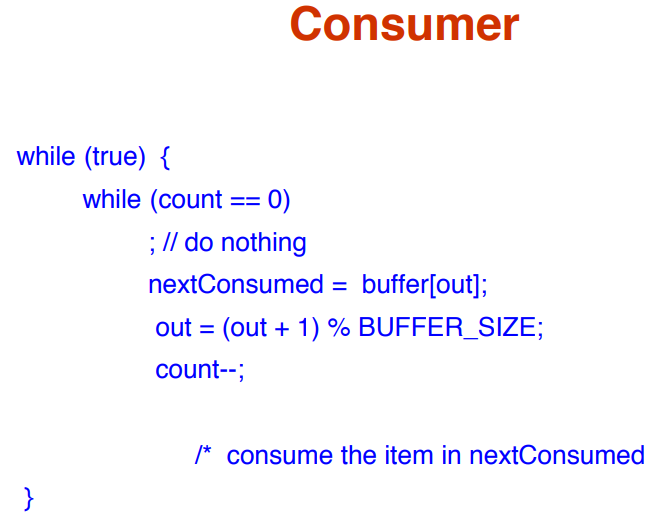 Consumer
while (true) {
while (count == 0)
; // do nothing
nextConsumed = buffer[out];
out = (out + 1) % BUFFER_SIZE;
count--;
/* consume the item in nextConsumed
}